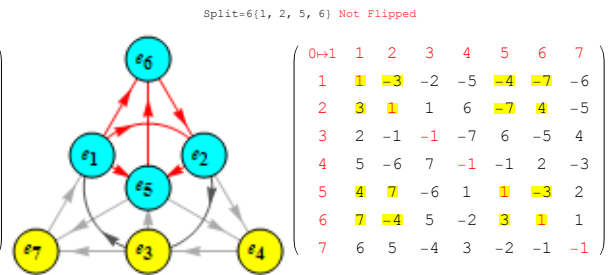 Split=6{1, 2, 5, 6} Not Flipped
e6
e1
e2
e5
e7
e3
e4
0↦1 1 2 3 4 5 6 7
1 1 −3 −2 −5 −4 −7 −6
2 3 1 1 6 −7 4 −5
3 2 −1 −1 −7 6 −5 4
4 5 −6 7 −1 −1 2 −3
5 4 7 −6 1 1 −3 2
6 7 −4 5 −2 3 1 1
7 6 5 −4 3 −2 −1 −1